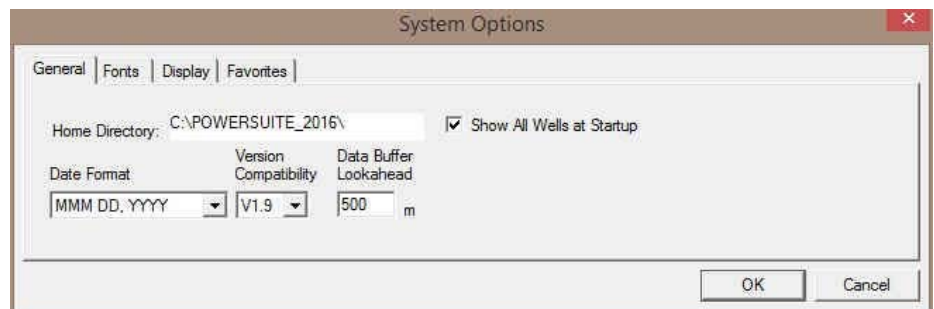 System Options
General Fonts Display Favorites
Home Directory: C:\POWERSUITE_2016\ Show All Wells at Startup
Date Format Version Compatibility Data Buffer Lookahead
MMM DD, YYYY V1.9 500 m
OK Cancel